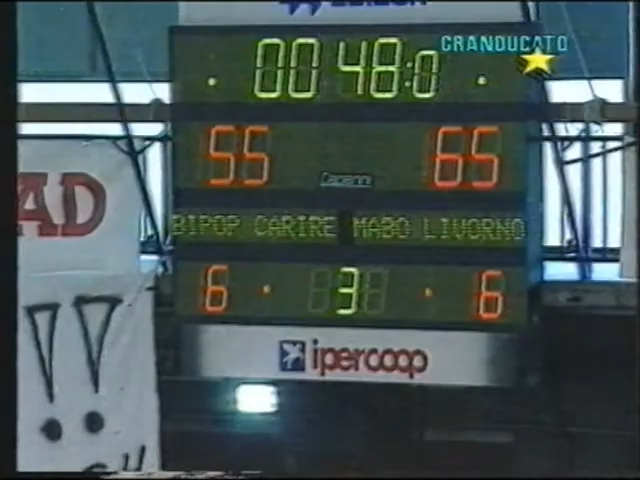 GRANDUCATO
00 48:0
55 65
BIPOP CARIRE MABO LIVORNO
6 3 6
AD
ipercoop
!!